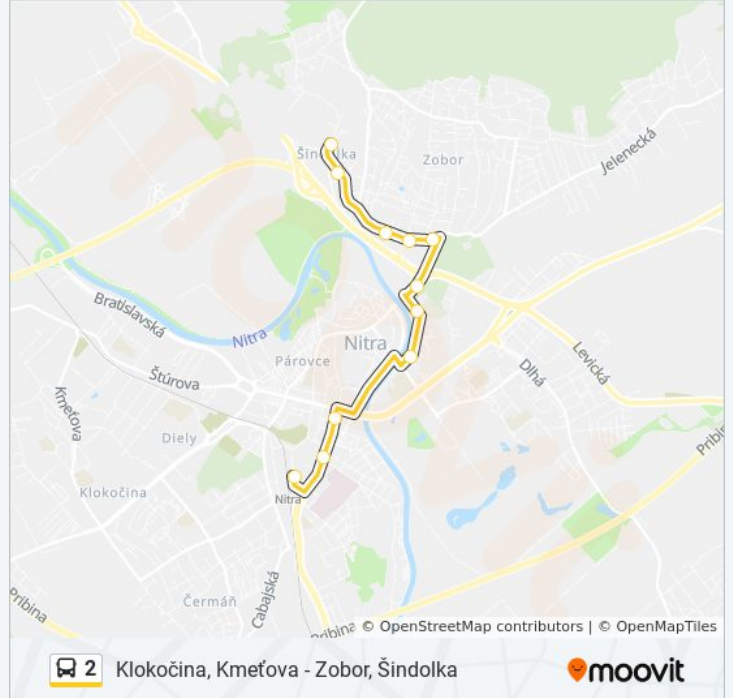 Šindolka
Zobor
Jelenecká
Bratislavská
Nitra
Nitra
Párovce
Štúrova
Levická
Dlhá
Kmeťova
Diely
Klokočina
Nitra
Čermáň
Cabajská
Pribina
Pribina
© OpenStreetMap contributors | © OpenMapTiles
2 Klokočina, Kmeťova - Zobor, Šindolka
moovit